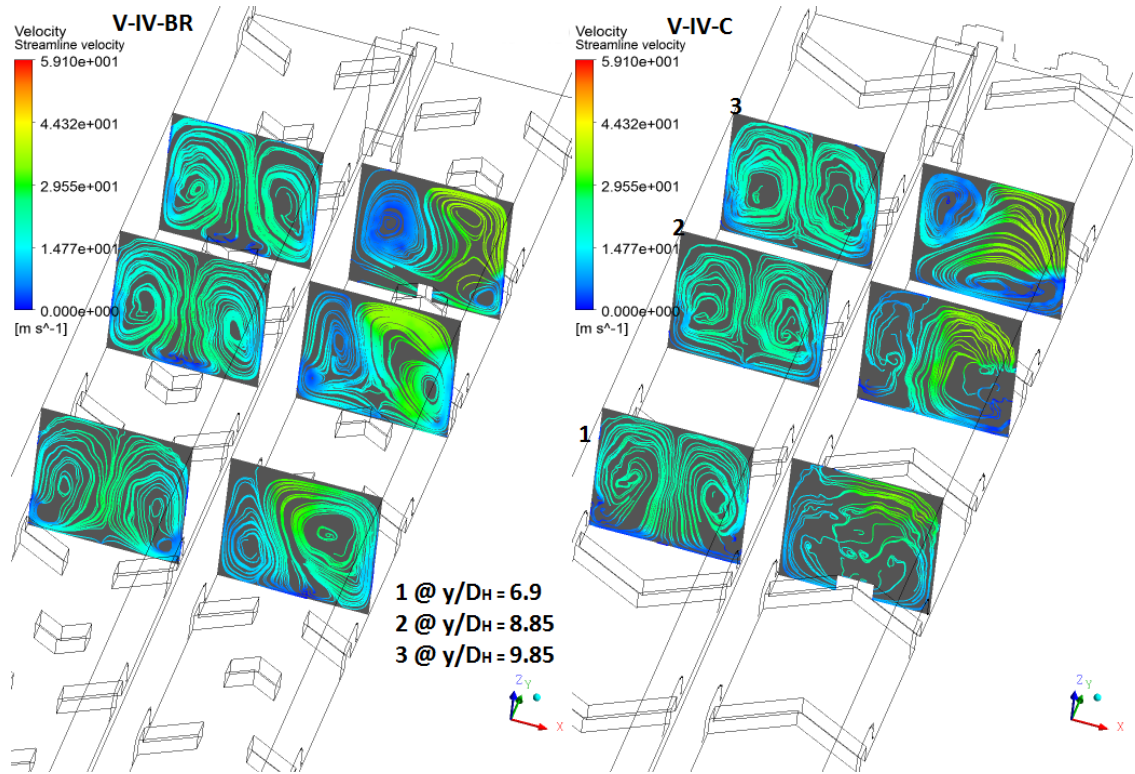 V-IV-BR
Velocity
Streamline velocity
5.910e+001
4.432e+001
2.955e+001
1.477e+001
0.000e+000
[m s^-1]
1 @ y/DH = 6.9
2 @ y/DH = 8.85
3 @ y/DH = 9.85
Z
Y
X
V-IV-C
Velocity
Streamline velocity
5.910e+001
4.432e+001
2.955e+001
1.477e+001
0.000e+000
[m s^-1]
3
2
1
Z
Y
X